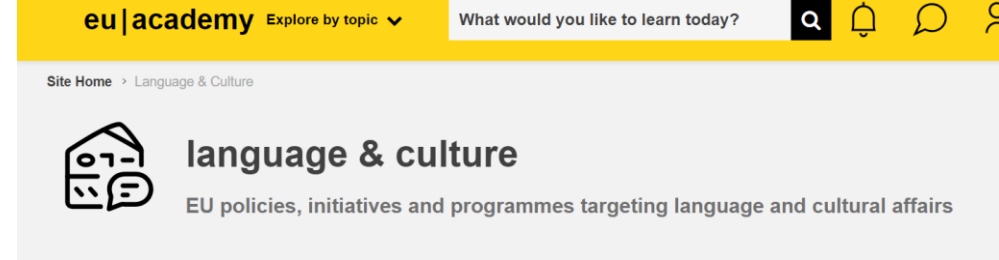 eu|academy Explore by topic What would you like to learn today?
Site Home > Language & Culture
language & culture
EU policies, initiatives and programmes targeting language and cultural affairs